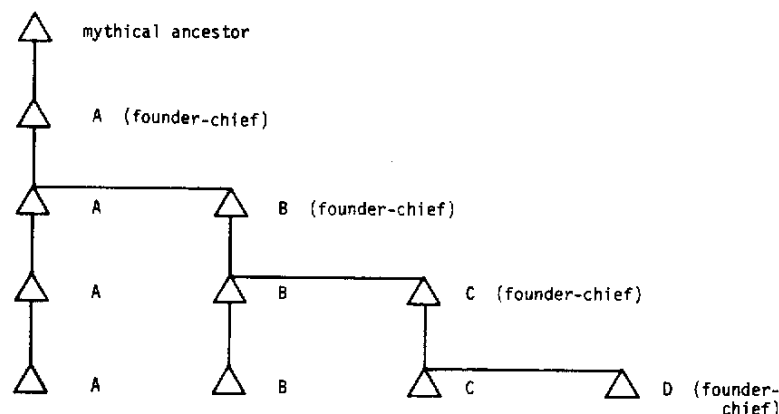 mythical ancestor
A (founder-chief)
A B (founder-chief)
A B C (founder-chief)
A B C D (founder-
chief)